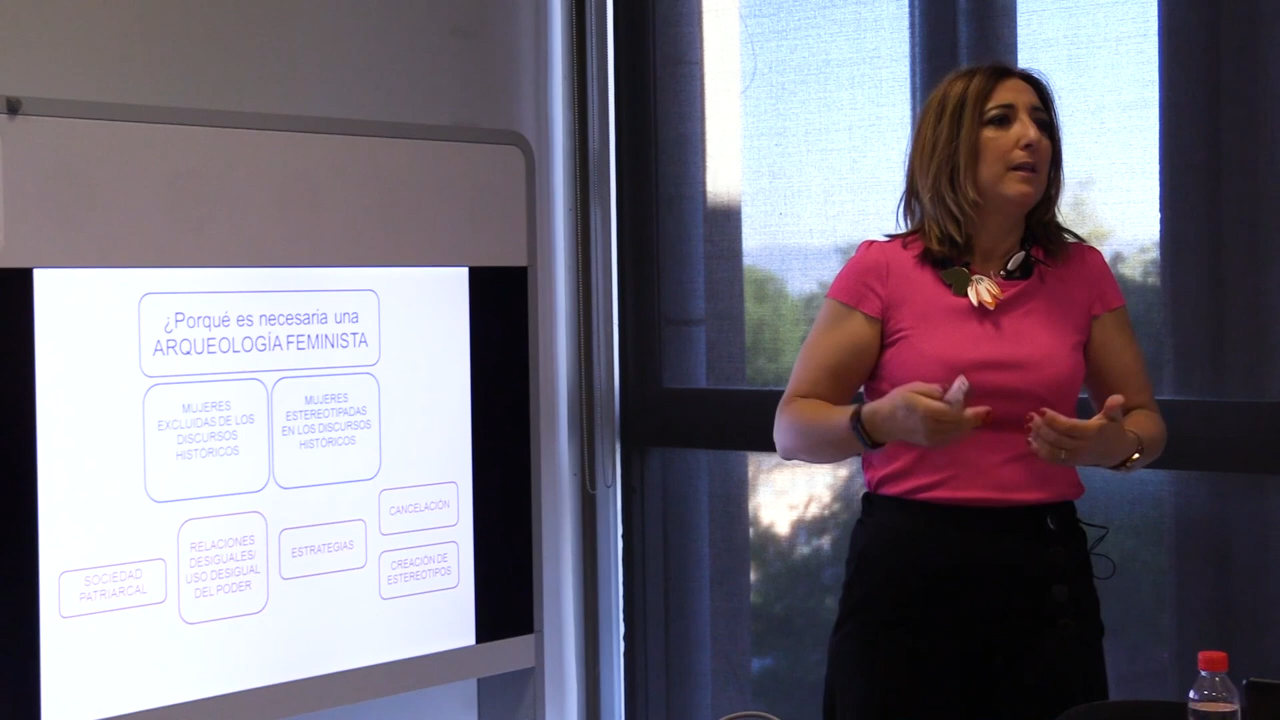 ¿Porqué es necesaria una
ARQUEOLOGÍA FEMINISTA
MUJERES
EXCLUIDAS DE LOS
DISCURSOS
HISTÓRICOS
MUJERES
ESTEREOTIPADAS
EN LOS DISCURSOS
HISTÓRICOS
SOCIEDAD
PATRIARCAL
RELACIONES
DESIGUALES/
USO DESIGUAL
DEL PODER
ESTRATEGIAS
CANCELACIÓN
CREACIÓN DE
ESTEREOTIPOS